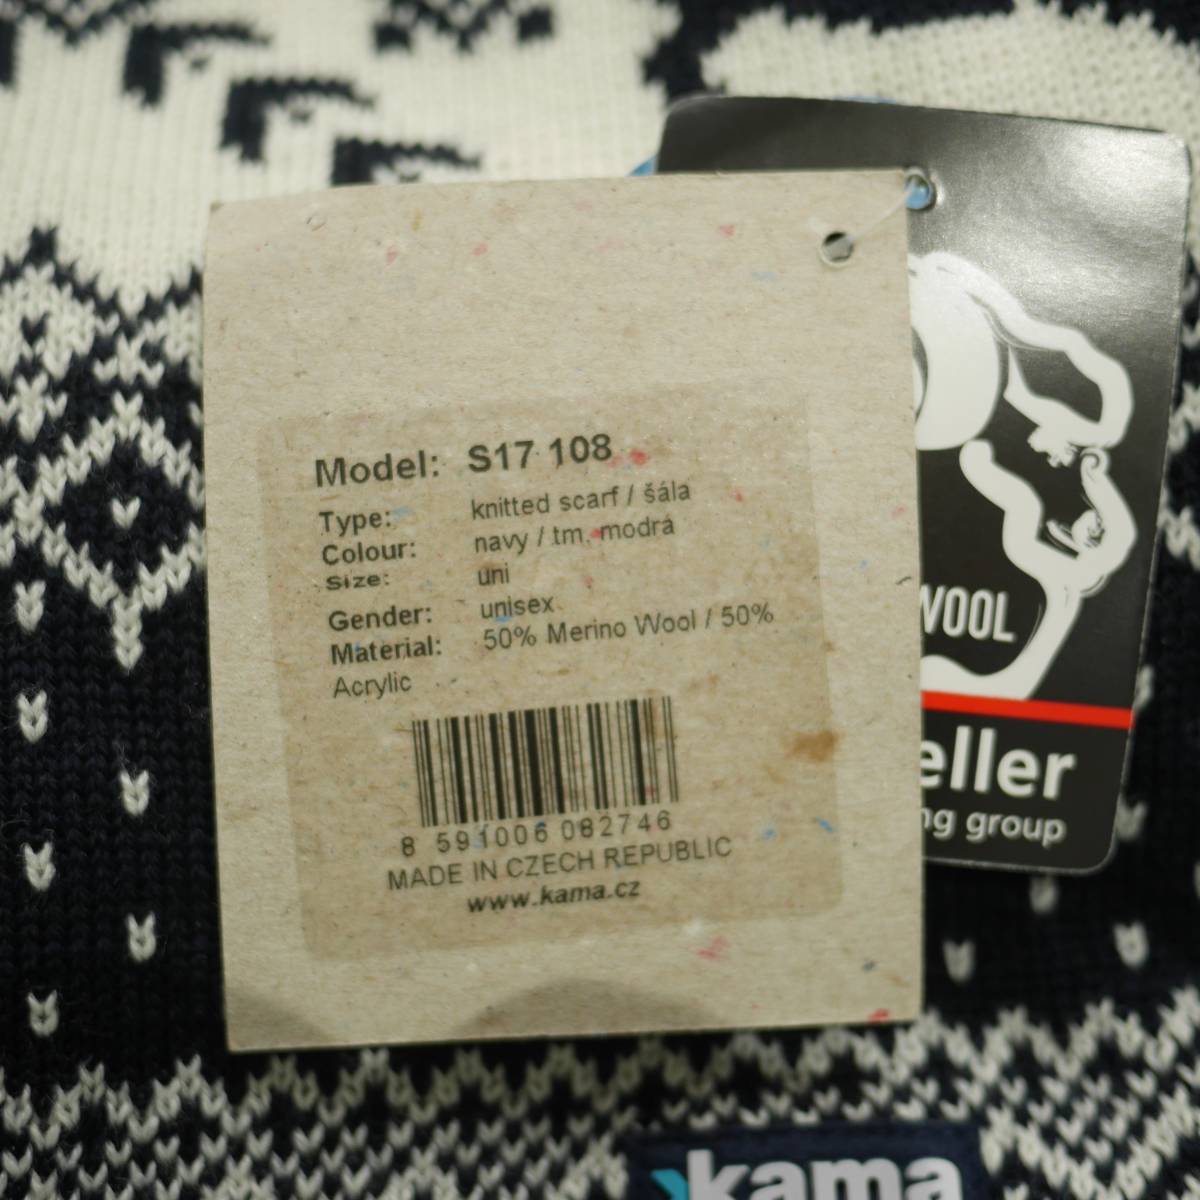 Model: S17 108
Type: knitted scarf / šála
Colour: navy / tm. modrá
Size: uni
Gender: unisex
Material: 50% Merino Wool / 50%
Acrylic
8 591006 082746
MADE IN CZECH REPUBLIC
www.kama.cz
WOOL
eller
ng group
kama